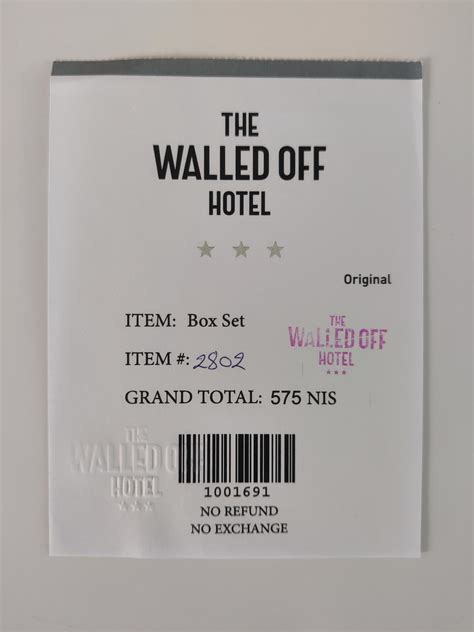 THE
WALLED OFF
HOTEL
Original
ITEM: Box Set
THE
WALLED OFF
HOTEL
ITEM #: 2802
GRAND TOTAL: 575 NIS
THE
WALLED OFF
HOTEL
1001691
NO REFUND
NO EXCHANGE